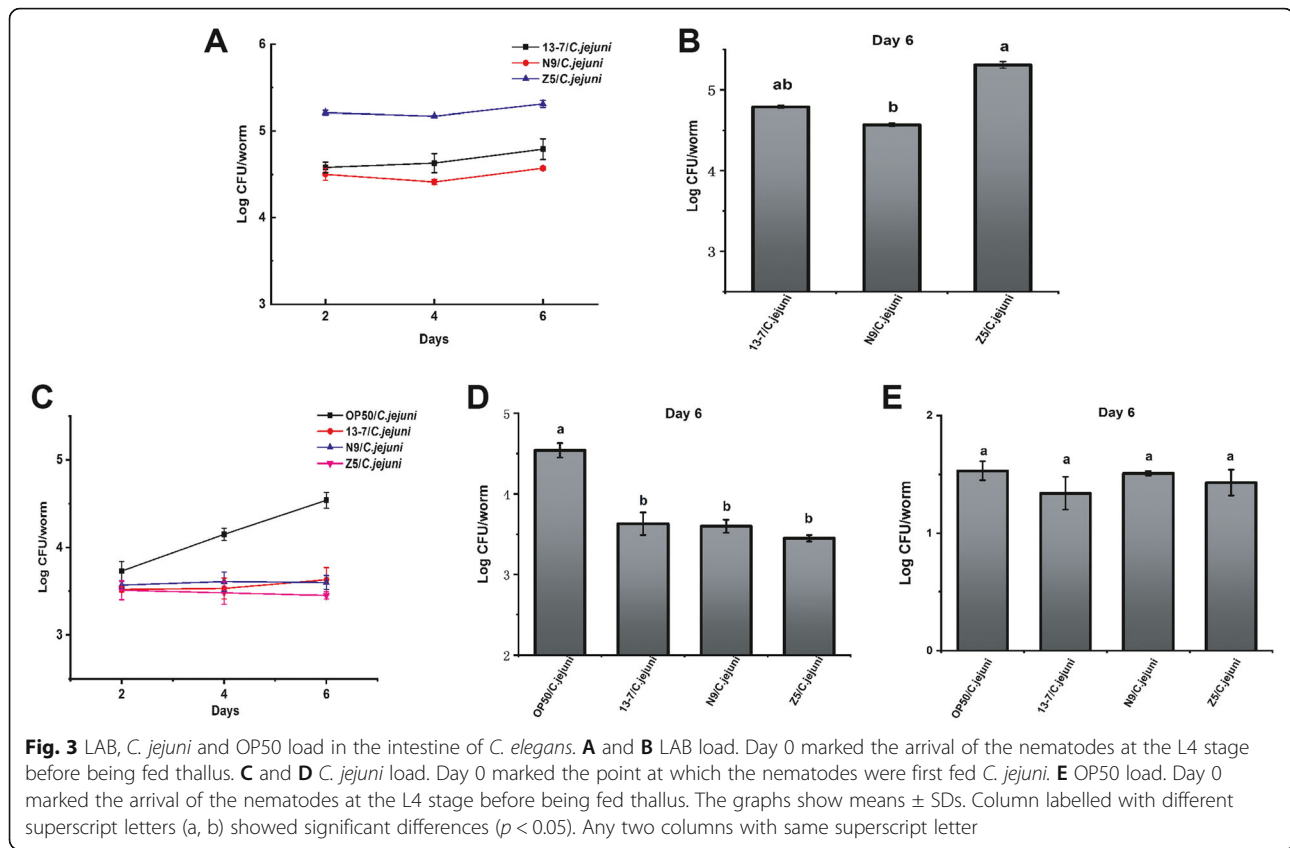 A
13-7/C.jejuni
N9/C.jejuni
Z5/C.jejuni
6
5
4
3
Log CFU/worm
2 4 6
Days
B
Day 6
ab b a
5
4
3
Log CFU/worm
13-7/C.jejuni N9/C.jejuni Z5/C.jejuni
C
OP50/C.jejuni
13-7/C.jejuni
N9/C.jejuni
Z5/C.jejuni
5
4
3
Log CFU/worm
2 4 6
Days
D
Day 6
a b b b
5
4
3
2
Log CFU/worm
OP50/C.jejuni 13-7/C.jejuni N9/C.jejuni Z5/C.jejuni
E
Day 6
a a a a
2
1
0
Log CFU/worm
OP50/C.jejuni 13-7/C.jejuni N9/C.jejuni Z5/C.jejuni
Fig. 3 LAB, C. jejuni and OP50 load in the intestine of C. elegans. A and B LAB load. Day 0 marked the arrival of the nematodes at the L4 stage
before being fed thallus. C and D C. jejuni load. Day 0 marked the point at which the nematodes were first fed C. jejuni. E OP50 load. Day 0
marked the arrival of the nematodes at the L4 stage before being fed thallus. The graphs show means ± SDs. Column labelled with different
superscript letters (a, b) showed significant differences (p < 0.05). Any two columns with same superscript letter